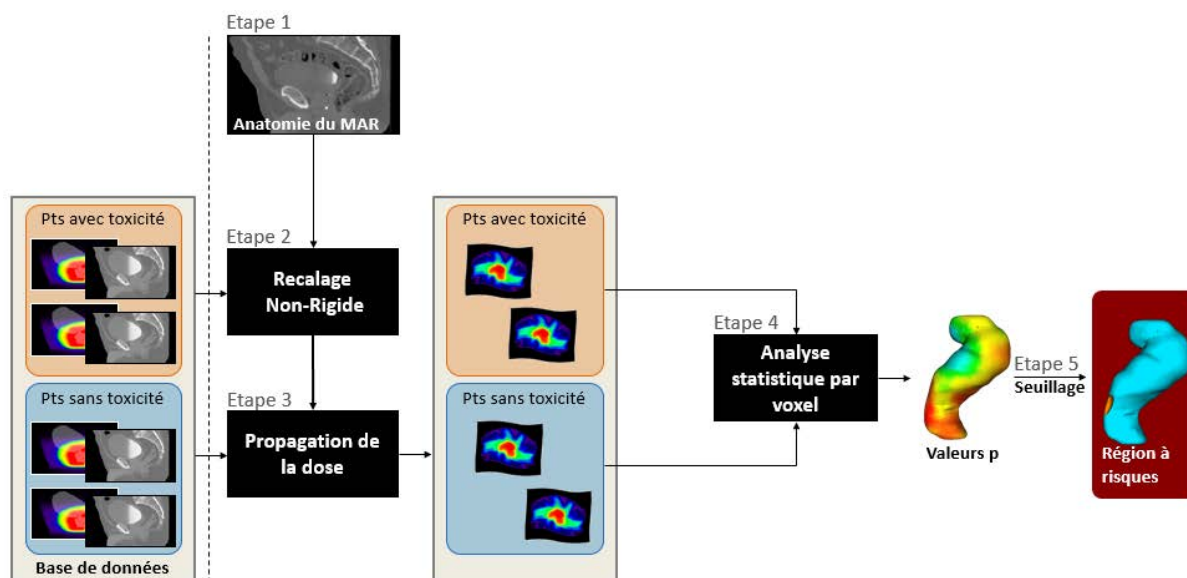 Etape 1
Anatomie du MAR
Pts avec toxicité
Pts sans toxicité
Base de données
Etape 2
Recalage
Non-Rigide
Etape 3
Propagation de
la dose
Pts avec toxicité
Pts sans toxicité
Etape 4
Analyse
statistique par
voxel
Valeurs p
Etape 5
Seuillage
Région à
risques